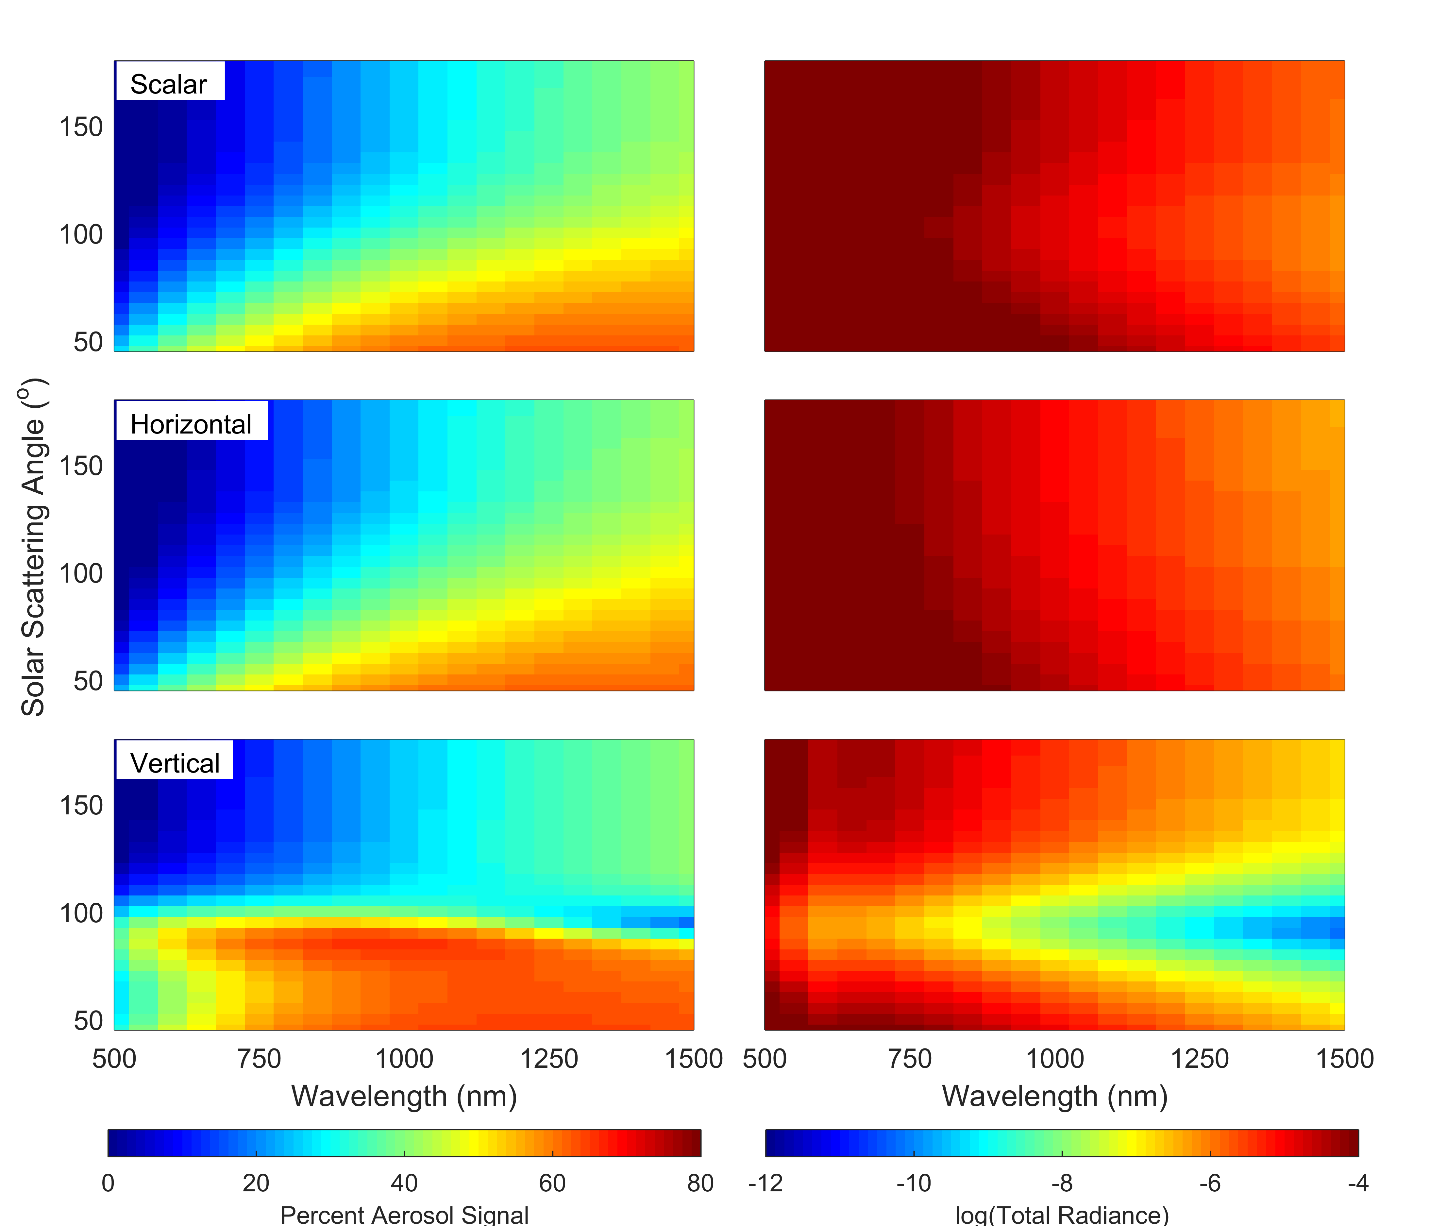 Scalar
150
100
50
Horizontal
150
100
50
Solar Scattering Angle (o)
Vertical
150
100
50
500 750 1000 1250 1500 500 750 1000 1250 1500
Wavelength (nm) Wavelength (nm)
0 20 40 60 80 -12 -10 -8 -6 -4
Percent Aerosol Signal log(Total Radiance)